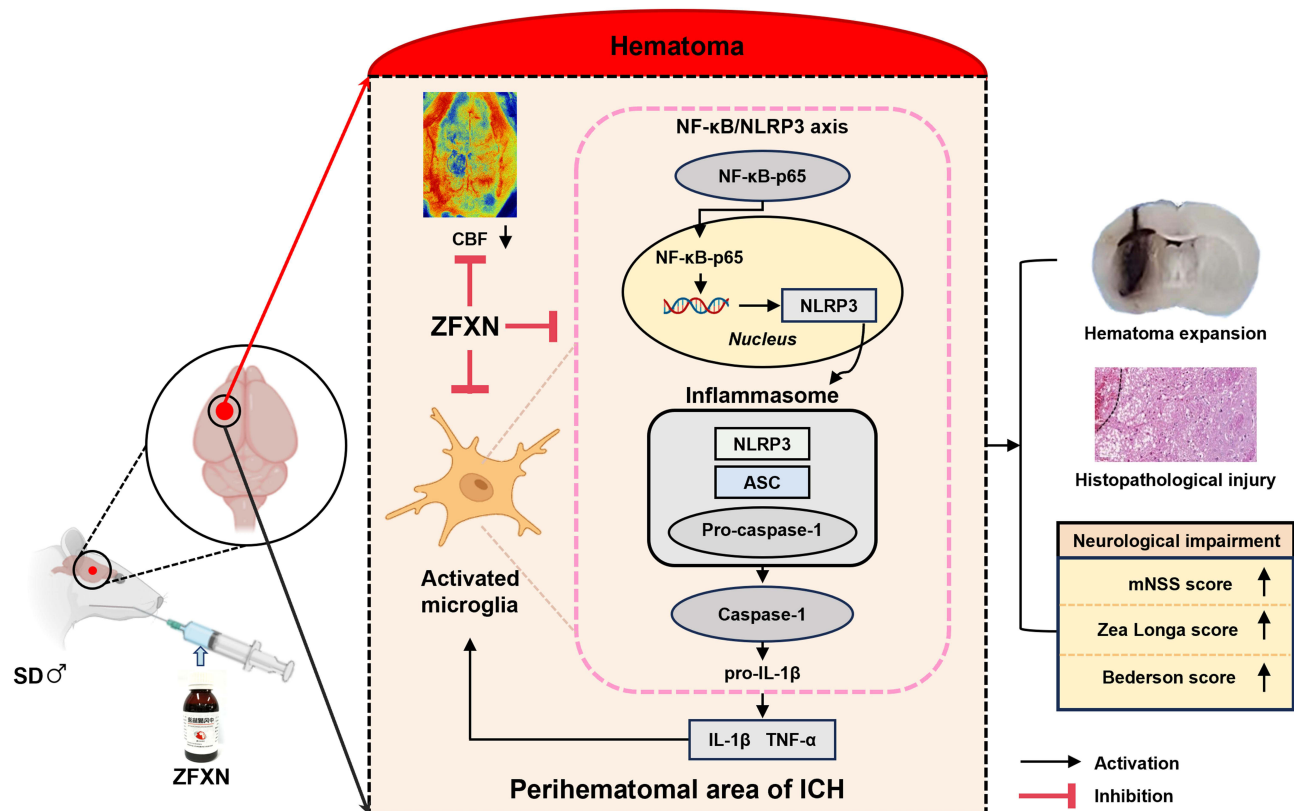 Hematoma
NF-κB/NLRP3 axis
NF-κB-p65
CBF
NF-κB-p65
NLRP3
Nucleus
ZFXN
Inflammasome
NLRP3
ASC
Pro-caspase-1
Activated
microglia
Caspase-1
pro-IL-1β
IL-1β TNF-α
Perihematomal area of ICH
SD♂
ZFXN
Hematoma expansion
Histopathological injury
Neurological impairment
mNSS score
Zea Longa score
Bederson score
Activation
Inhibition